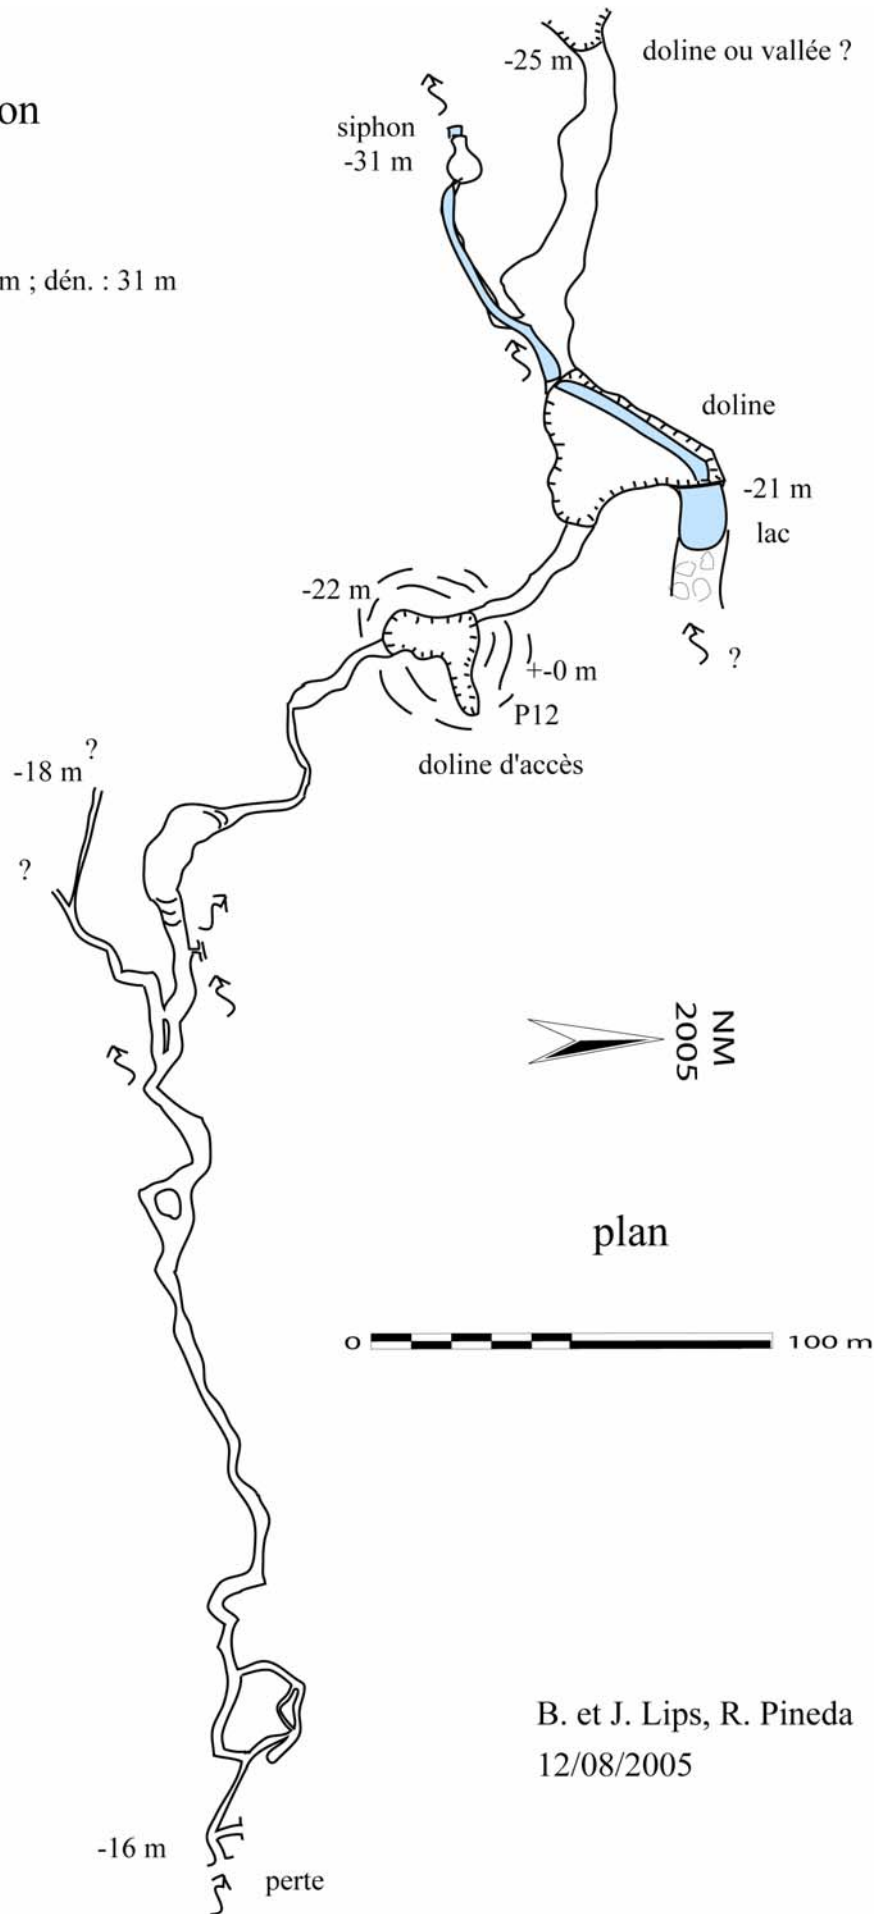 -25 m
doline ou vallée ?
on
siphon
-31 m
m ; dén. : 31 m
doline
-21 m
lac
-22 m
?
+-0 m
P12
doline d'accès
?
-18 m
?
NM
2005
plan
0
100 m
B. et J. Lips, R. Pineda
12/08/2005
-16 m
perte